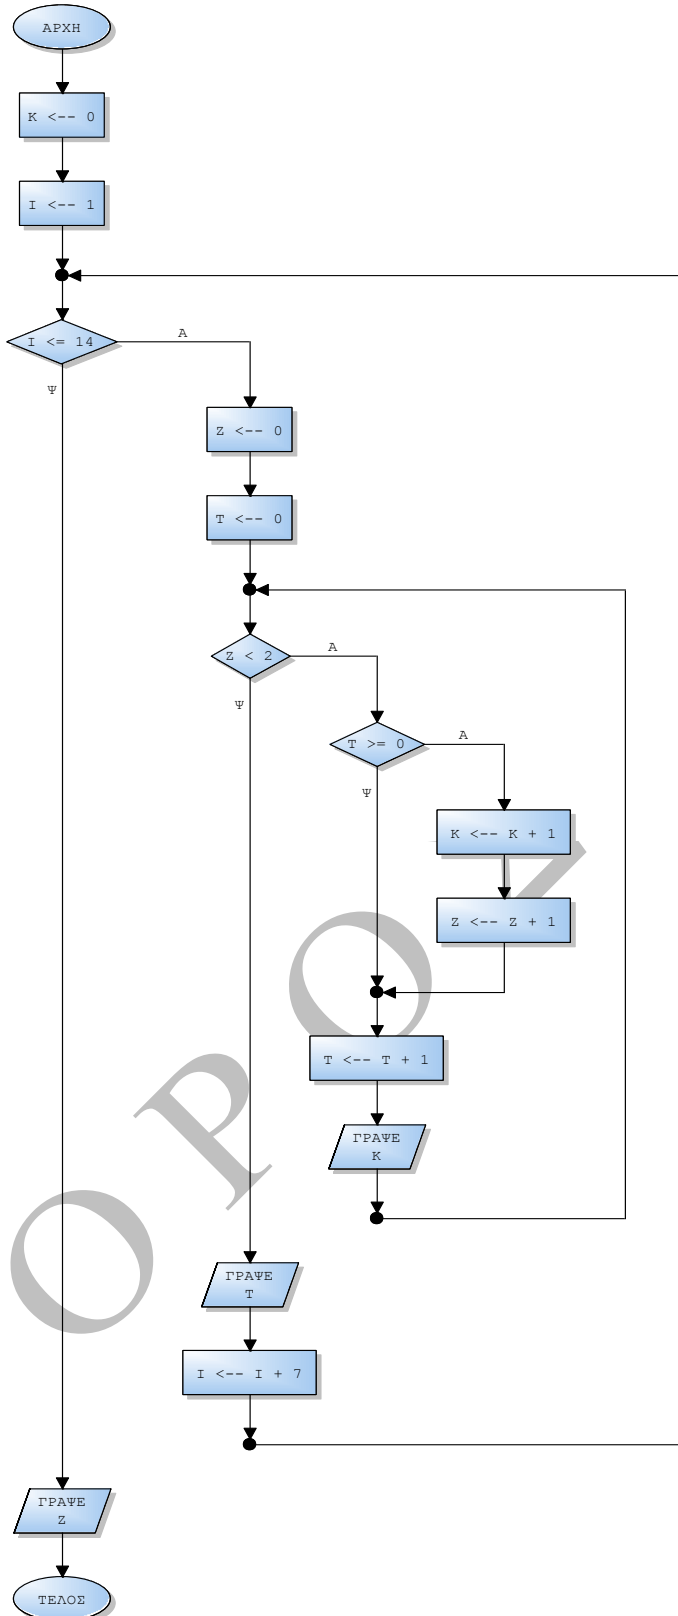 ΑΡΧΗ
K <-- 0
I <-- 1
I <= 14
Α
Ψ
Z <-- 0
T <-- 0
Z < 2
Α
Ψ
T >= 0
Α
Ψ
K <-- K + 1
Z <-- Z + 1
T <-- T + 1
ΓΡΑΨΕ
K
ΓΡΑΨΕ
T
I <-- I + 7
ΓΡΑΨΕ
Z
ΤΕΛΟΣ